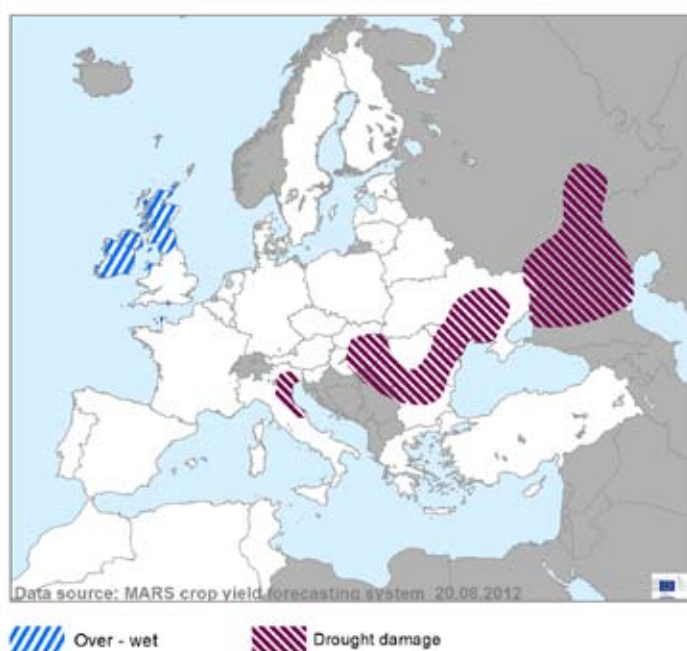 Data source: MARS crop yield forecasting system 20.08.2012
Over - wet
Drought damage